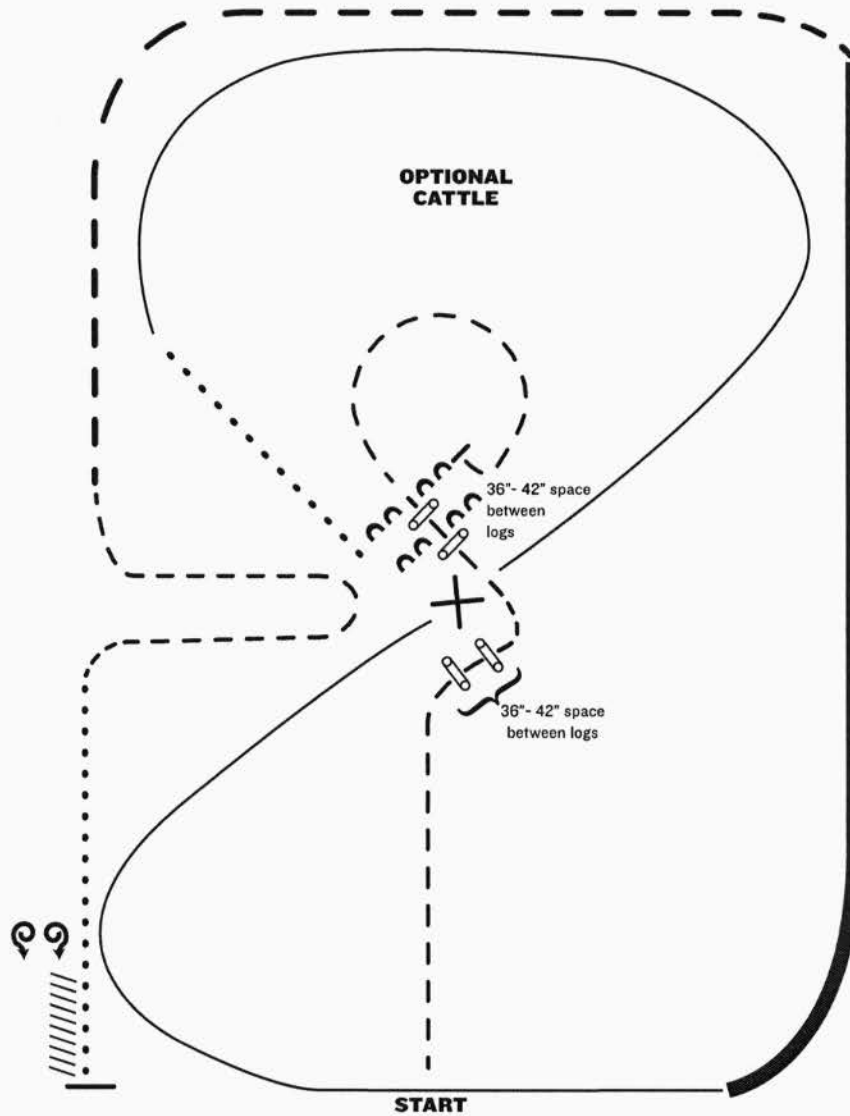 OPTIONAL
CATTLE
36"- 42" space
between
logs
36"- 42" space
between logs
START